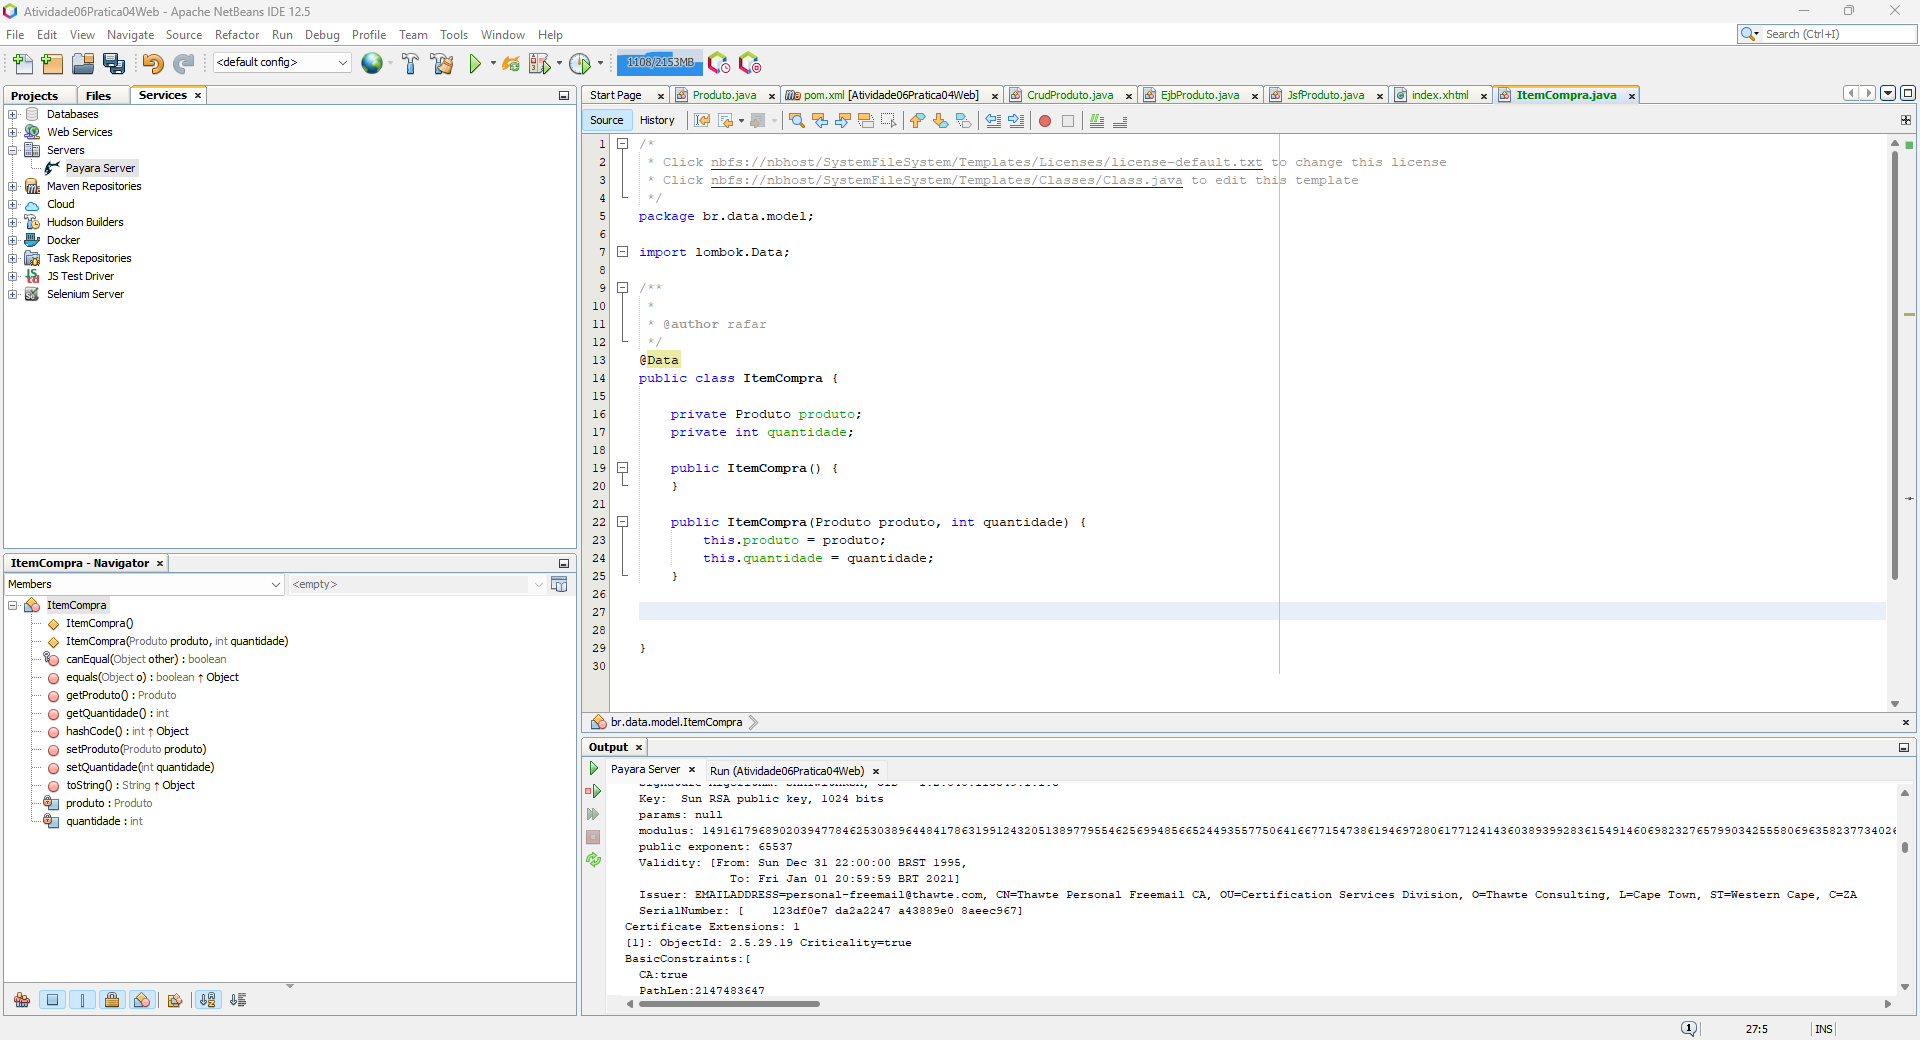 Atividade06Pratica04Web - Apache NetBeans IDE 12.5
File Edit View Navigate Source Refactor Run Debug Profile Team Tools Window Help
Search (Ctrl+I)
<default config>
1108/2153MB
Projects Files Services
Databases
Web Services
Servers
Payara Server
Maven Repositories
Cloud
Hudson Builders
Docker
Task Repositories
JS Test Driver
Selenium Server
ItemCompra - Navigator
Members <empty>
ItemCompra
ItemCompra()
ItemCompra(Produto produto, int quantidade)
canEqual(Object other) : boolean
equals(Object o) : boolean ↑ Object
getProduto() : Produto
getQuantidade() : int
hashCode() : int ↑ Object
setProduto(Produto produto)
setQuantidade(int quantidade)
toString() : String ↑ Object
produto : Produto
quantidade : int
Start Page Produto.java pom.xml [Atividade06Pratica04Web] CrudProduto.java EjbProduto.java JsfProduto.java index.xhtml ItemCompra.java
Source History
1 /*
2 * Click nbfs://nbhost/SystemFileSystem/Templates/Licenses/license-default.txt to change this license
3 * Click nbfs://nbhost/SystemFileSystem/Templates/Classes/Class.java to edit this template
4 */
5 package br.data.model;
6
7 import lombok.Data;
8
9 /**
10 *
11 * @author rafar
12 */
13 @Data
14 public class ItemCompra {
15
16 private Produto produto;
17 private int quantidade;
18
19 public ItemCompra() {
20 }
21
22 public ItemCompra(Produto produto, int quantidade) {
23 this.produto = produto;
24 this.quantidade = quantidade;
25 }
26
27
28
29 }
30
br.data.model.ItemCompra
Output
Payara Server Run (Atividade06Pratica04Web)
Key: Sun RSA public key, 1024 bits
params: null
modulus:
public exponent: 65537
Validity: [From: Sun Dec 31 22:00:00 BRST 1995,
To: Fri Jan 01 20:59:59 BRT 2021]
Issuer: EMAILADDRESS=personal-freemail@thawte.com, CN=Thawte Personal Freemail CA, OU=Certification Services Division, O=Thawte Consulting, L=Cape Town, ST=Western Cape, C=ZA
SerialNumber: [ 123df0e7 da2a2247 a43889e0 8aeec967]
Certificate Extensions: 1
[1]: ObjectId: 2.5.29.19 Criticality=true
BasicConstraints:[
CA:true
PathLen:2147483647
27:5 INS